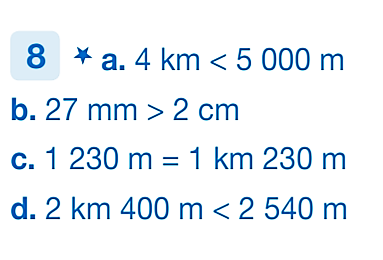 8 * a. 4 km < 5 000 m
b. 27 mm > 2 cm
c. 1 230 m = 1 km 230 m
d. 2 km 400 m < 2 540 m